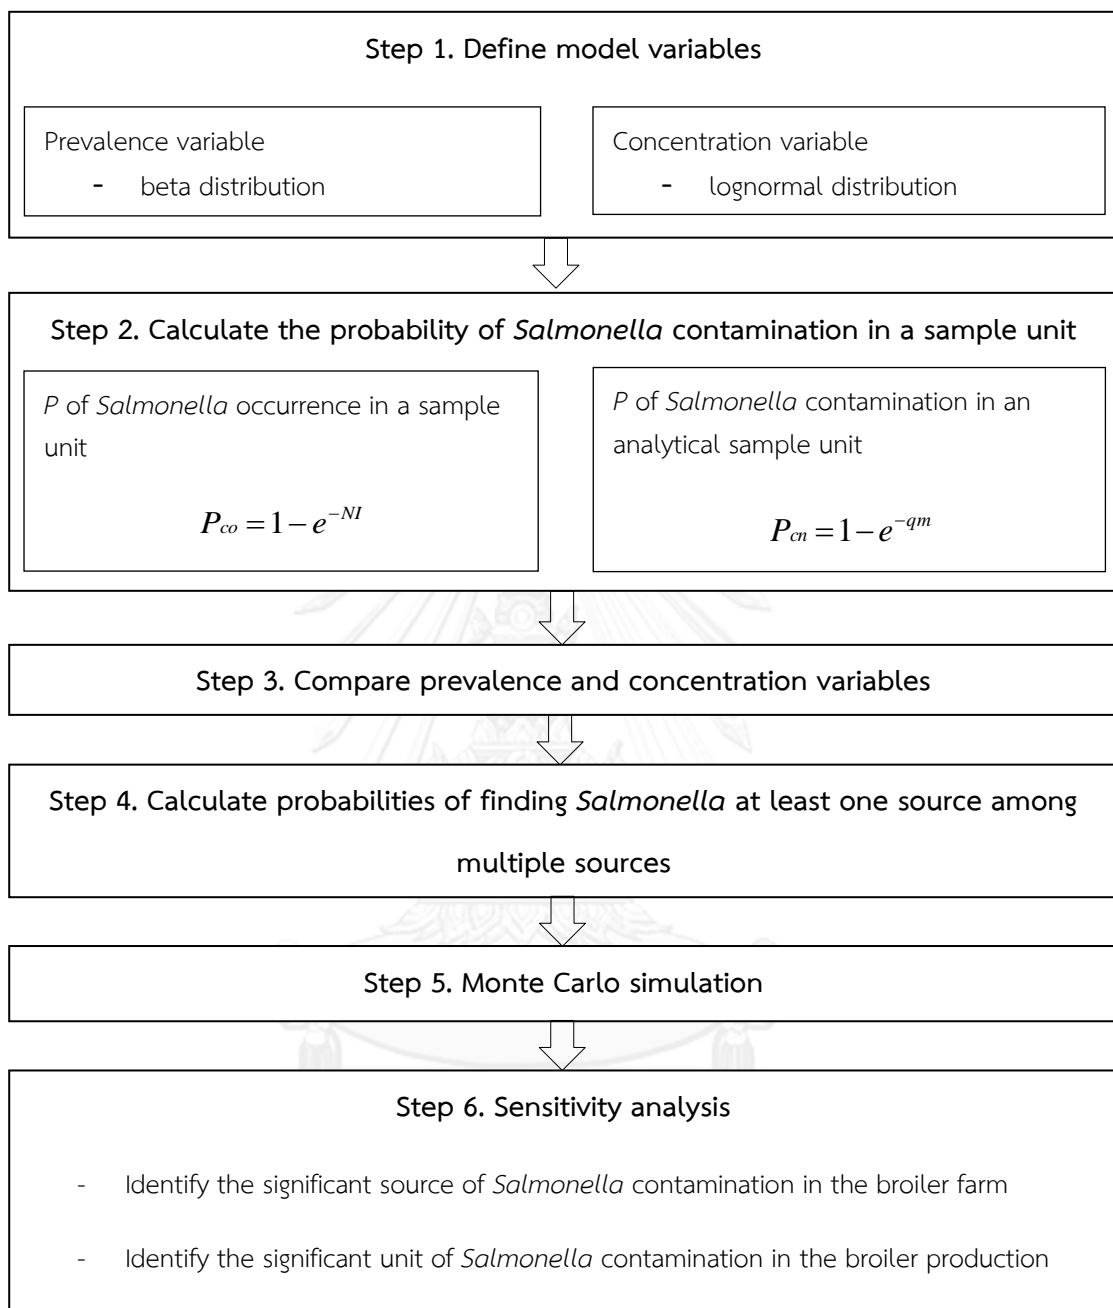 Step 1. Define model variables
Prevalence variable
- beta distribution
Concentration variable
- lognormal distribution
Step 2. Calculate the probability of Salmonella contamination in a sample unit
P of Salmonella occurrence in a sample
unit
P_{co} = 1 - e^{-NI}
P of Salmonella contamination in an
analytical sample unit
P_{cn} = 1 - e^{-qm}
Step 3. Compare prevalence and concentration variables
Step 4. Calculate probabilities of finding Salmonella at least one source among
multiple sources
Step 5. Monte Carlo simulation
Step 6. Sensitivity analysis
- Identify the significant source of Salmonella contamination in the broiler farm
- Identify the significant unit of Salmonella contamination in the broiler production